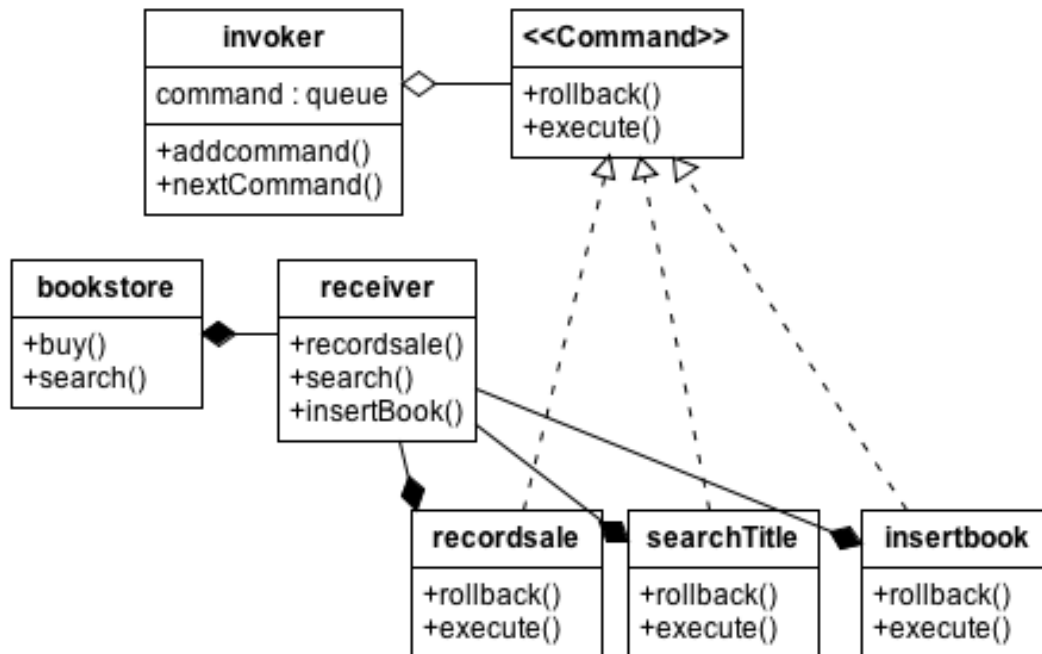 invoker
command : queue
+addcommand()
+nextCommand()
<<Command>>
+rollback()
+execute()
bookstore
+buy()
+search()
receiver
+recordsale()
+search()
+insertBook()
recordsale
+rollback()
+execute()
searchTitle
+rollback()
+execute()
insertbook
+rollback()
+execute()